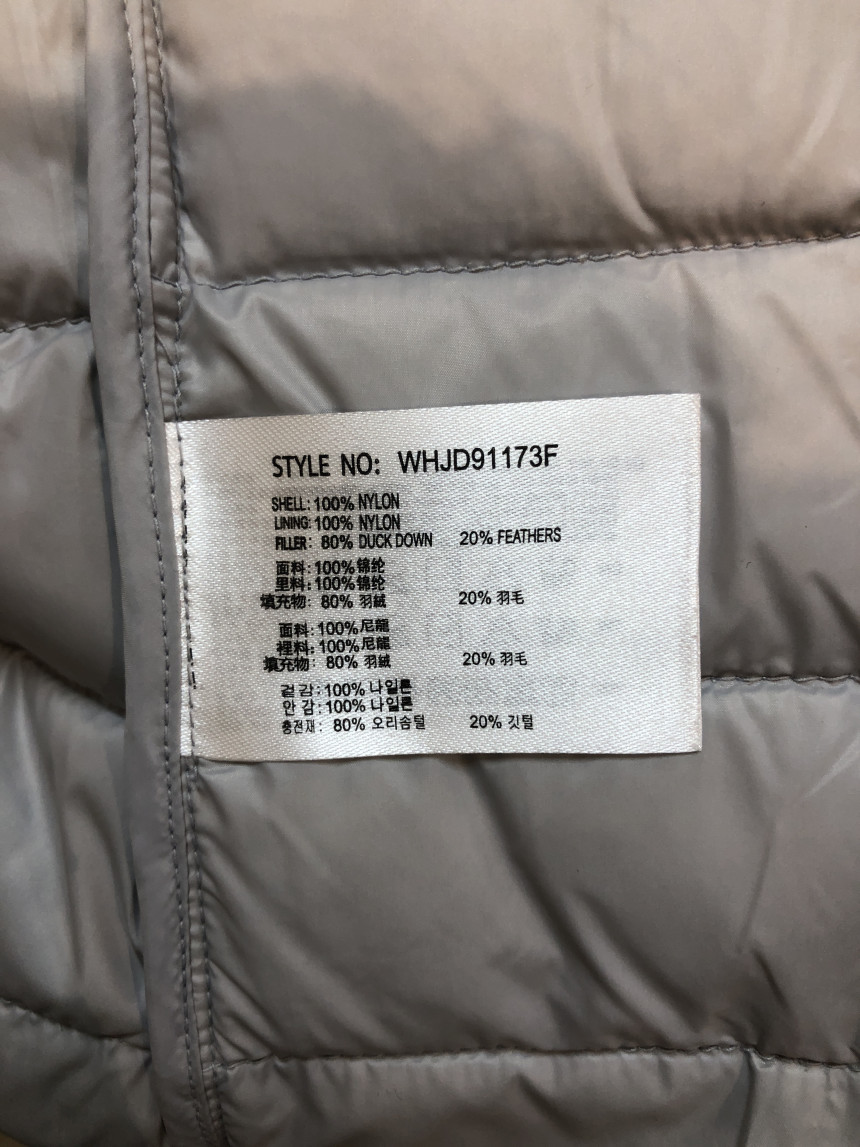 STYLE NO: WHJD91173F
SHELL: 100% NYLON
LINING: 100% NYLON
FILLER: 80% DUCK DOWN 20% FEATHERS
面料: 100%锦纶
里料: 100%锦纶
填充物: 80% 羽絨 20% 羽毛
面料: 100%尼龍
裡料: 100%尼龍
填充物: 80% 羽絨 20% 羽毛
겉감: 100% 나일론
안감: 100% 나일론
충전재: 80% 오리솜털 20% 깃털